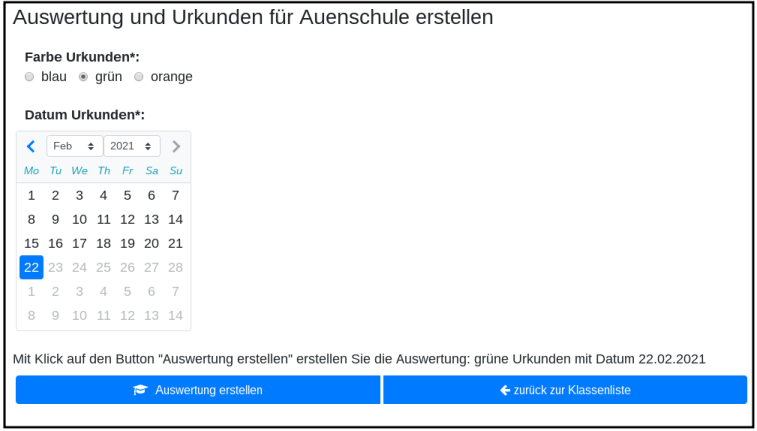 Auswertung und Urkunden für Auenschule erstellen
Farbe Urkunden*:
blau grün orange
Datum Urkunden*:
Feb 2021
Mo Tu We Th Fr Sa Su
1 2 3 4 5 6 7
8 9 10 11 12 13 14
15 16 17 18 19 20 21
22 23 24 25 26 27 28
1 2 3 4 5 6 7
8 9 10 11 12 13 14
Mit Klick auf den Button "Auswertung erstellen" erstellen Sie die Auswertung: grüne Urkunden mit Datum 22.02.2021
Auswertung erstellen zurück zur Klassenliste